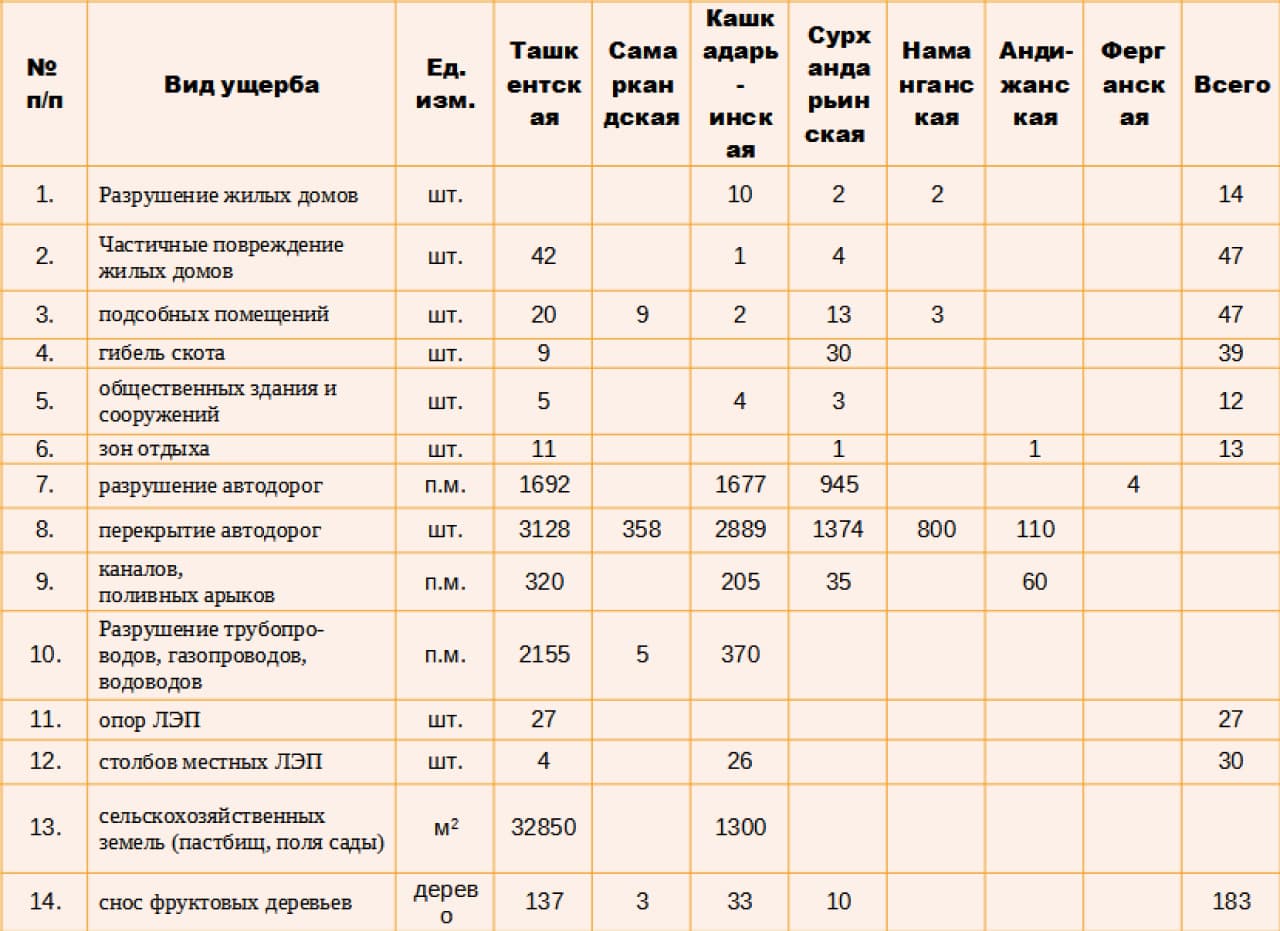 № п/п | Вид ущерба | Ед. изм. | Ташкентская | Самаркандская | Кашкадарь-инская | Сурхандарьинская | Наманганская | Анди-жанская | Ферганская | Всего
1. | Разрушение жилых домов | шт. | | | 10 | 2 | 2 | | | 14
2. | Частичные повреждение жилых домов | шт. | 42 | | 1 | 4 | | | | 47
3. | подсобных помещений | шт. | 20 | 9 | 2 | 13 | 3 | | | 47
4. | гибель скота | шт. | 9 | | | 30 | | | | 39
5. | общественных здания и сооружений | шт. | 5 | | 4 | 3 | | | | 12
6. | зон отдыха | шт. | 11 | | | 1 | | 1 | | 13
7. | разрушение автодорог | п.м. | 1692 | | 1677 | 945 | | | 4 |
8. | перекрытие автодорог | шт. | 3128 | 358 | 2889 | 1374 | 800 | 110 | |
9. | каналов, поливных арыков | п.м. | 320 | | 205 | 35 | | 60 | |
10. | Разрушение трубопро-водов, газопроводов, водоводов | п.м. | 2155 | 5 | 370 | | | | |
11. | опор ЛЭП | шт. | 27 | | | | | | | 27
12. | столбов местных ЛЭП | шт. | 4 | | 26 | | | | | 30
13. | сельскохозяйственных земель (пастбищ, поля сады) | м² | 32850 | | 1300 | | | | |
14. | снос фруктовых деревьев | дерево | 137 | 3 | 33 | 10 | | | | 183